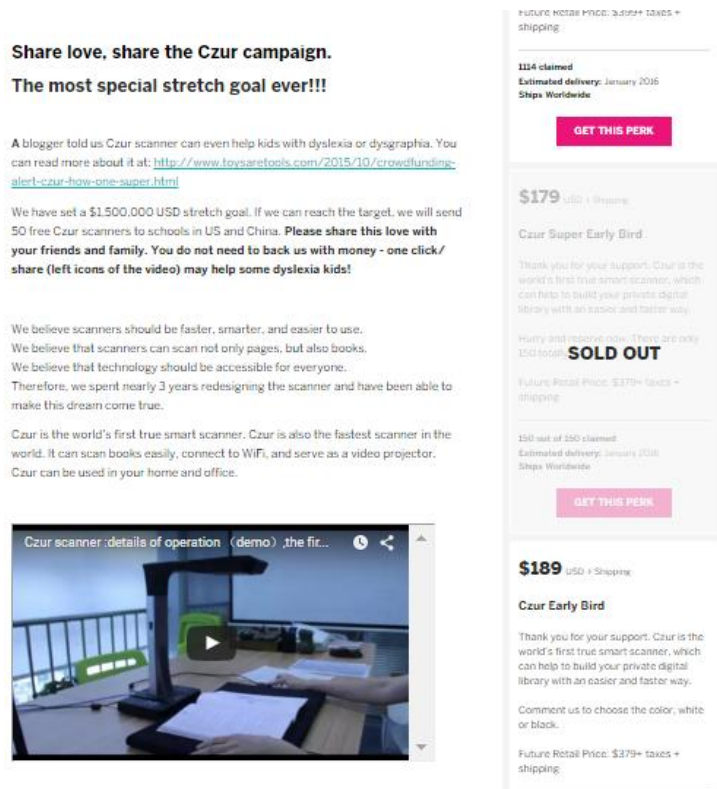 Share love, share the Czur campaign.
The most special stretch goal ever!!!
A blogger told us Czur scanner can even help kids with dyslexia or dysgraphia. You
can read more about it at: http://www.toysaretools.com/2015/10/crowdfunding-
alert-czur-how-one-super.html
We have set a $1,500,000 USD stretch goal. If we can reach the target, we will send
50 free Czur scanners to schools in US and China. Please share this love with
your friends and family. You do not need to back us with money - one click/
share (left icons of the video) may help some dyslexia kids!
We believe scanners should be faster, smarter, and easier to use.
We believe that scanners can scan not only pages, but also books.
We believe that technology should be accessible for everyone.
Therefore, we spent nearly 3 years redesigning the scanner and have been able to
make this dream come true.
Czur is the world's first true smart scanner. Czur is also the fastest scanner in the
world. It can scan books easily, connect to WiFi, and serve as a video projector.
Czur can be used in your home and office.
Czur scanner :details of operation （demo）,the fir...
Future Retail Price: $399+ taxes +
shipping
1114 claimed
Estimated delivery: January 2016
Ships Worldwide
GET THIS PERK
$179 USD + Shipping
Czur Super Early Bird
Thank you for your support. Czur is the
world's first true smart scanner, which
can help to build your private digital
library with an easier and faster way.
Hurry and reserve now. There are only
150 totally
SOLD OUT
Future Retail Price: $379+ taxes +
shipping
150 out of 150 claimed
Estimated delivery: January 2016
Ships Worldwide
GET THIS PERK
$189 USD + Shipping
Czur Early Bird
Thank you for your support. Czur is the
world's first true smart scanner, which
can help to build your private digital
library with an easier and faster way.
Comment us to choose the color, white
or black.
Future Retail Price: $379+ taxes +
shipping